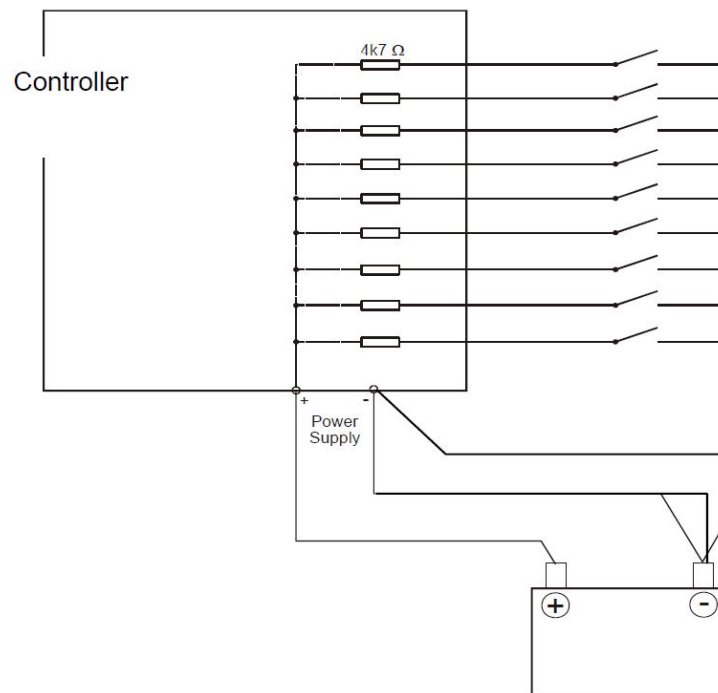 4k7 Ω
Controller
+
-
Power
Supply
+
-